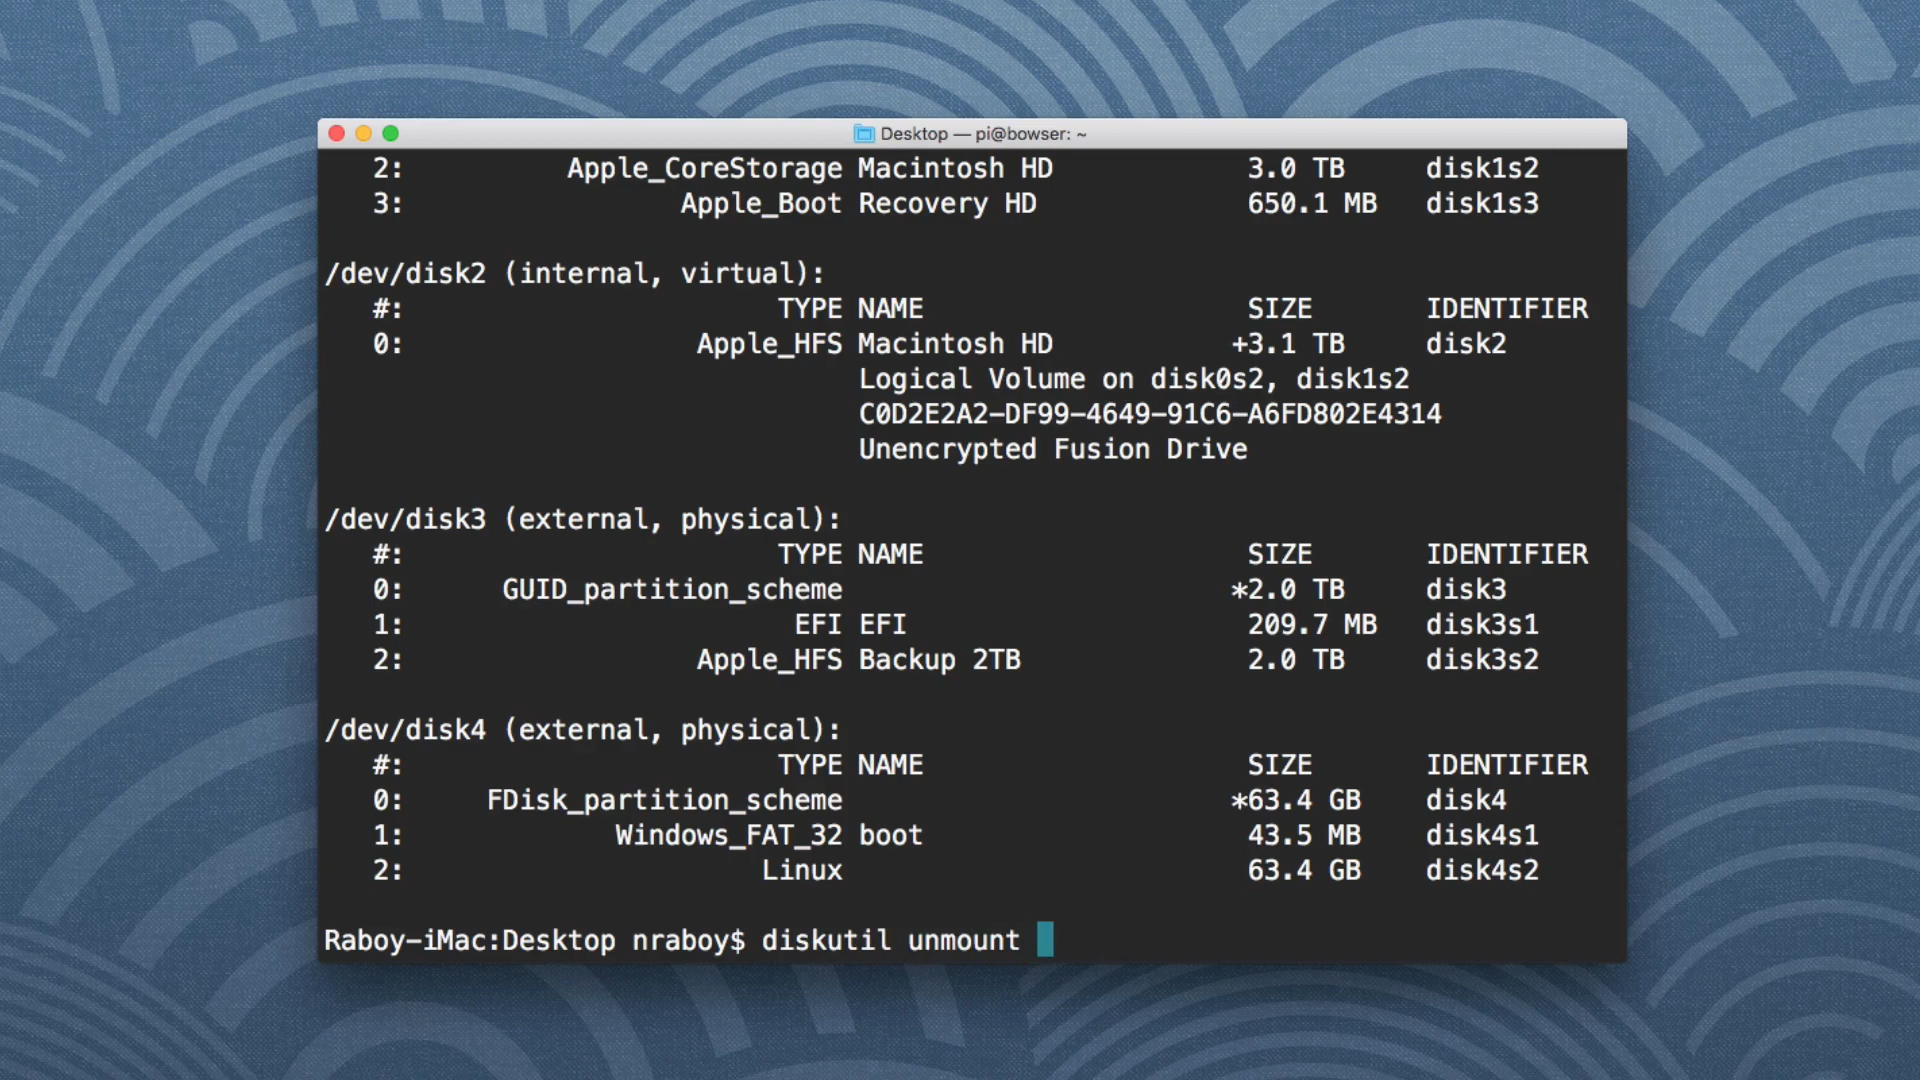 Desktop — pi@bowser: ~
2: Apple_CoreStorage Macintosh HD 3.0 TB disk1s2
3: Apple_Boot Recovery HD 650.1 MB disk1s3
/dev/disk2 (internal, virtual):
#: TYPE NAME SIZE IDENTIFIER
0: Apple_HFS Macintosh HD +3.1 TB disk2
Logical Volume on disk0s2, disk1s2
C0D2E2A2-DF99-4649-91C6-A6FD802E4314
Unencrypted Fusion Drive
/dev/disk3 (external, physical):
#: TYPE NAME SIZE IDENTIFIER
0: GUID_partition_scheme *2.0 TB disk3
1: EFI EFI 209.7 MB disk3s1
2: Apple_HFS Backup 2TB 2.0 TB disk3s2
/dev/disk4 (external, physical):
#: TYPE NAME SIZE IDENTIFIER
0: FDisk_partition_scheme *63.4 GB disk4
1: Windows_FAT_32 boot 43.5 MB disk4s1
2: Linux 63.4 GB disk4s2
Raboy-iMac:Desktop nraboy$ diskutil unmount